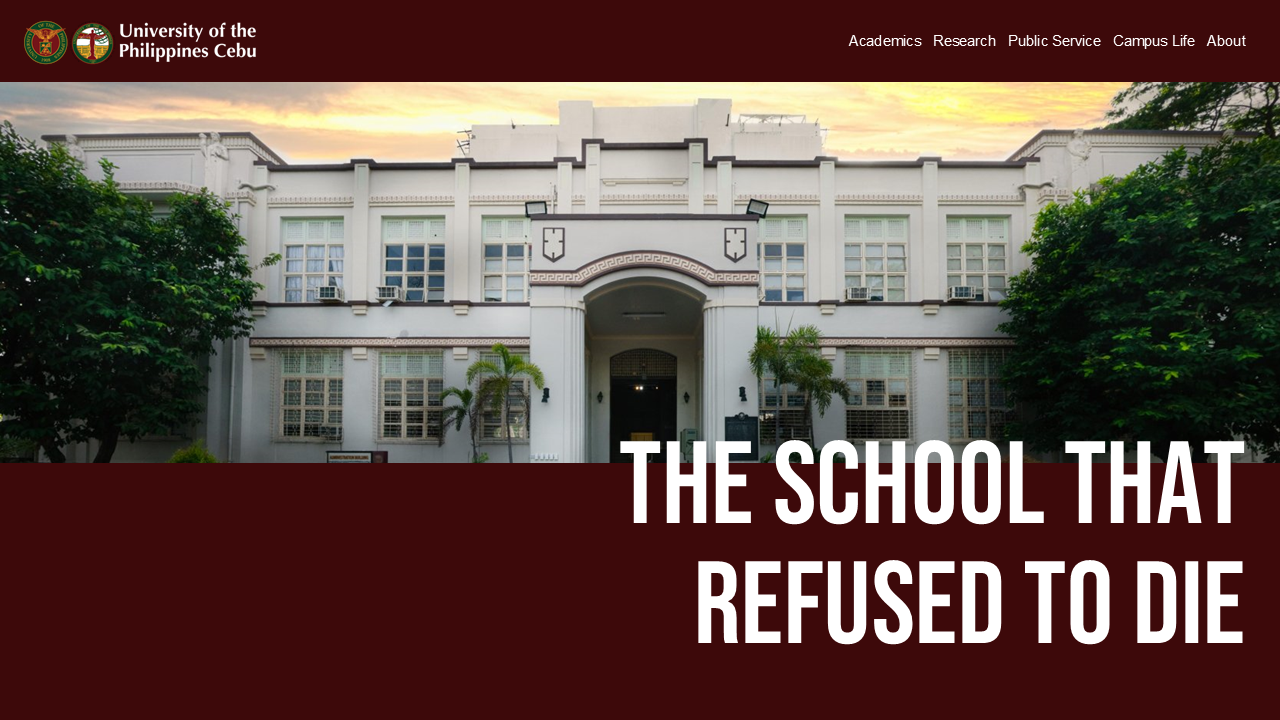 University of the
Philippines Cebu
Academics Research Public Service Campus Life About
THE SCHOOL THAT
REFUSED TO DIE